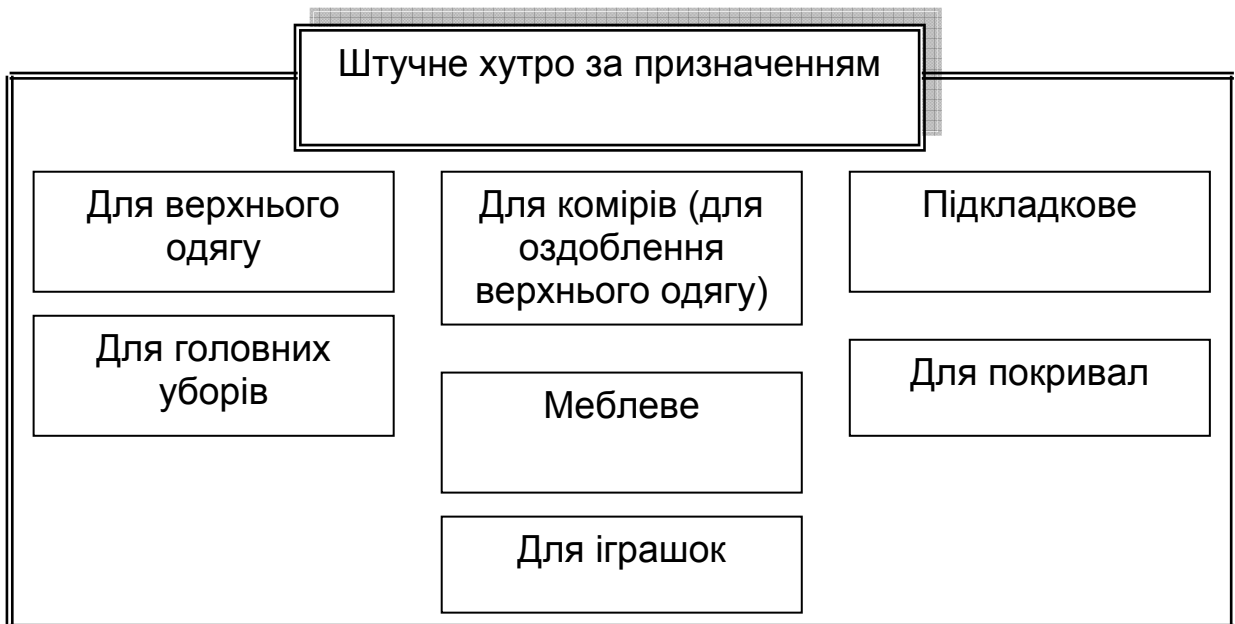 Штучне хутро за призначенням
Для верхнього
одягу
Для комірів (для
оздоблення
верхнього одягу)
Підкладкове
Для головних
уборів
Меблеве
Для покривал
Для іграшок